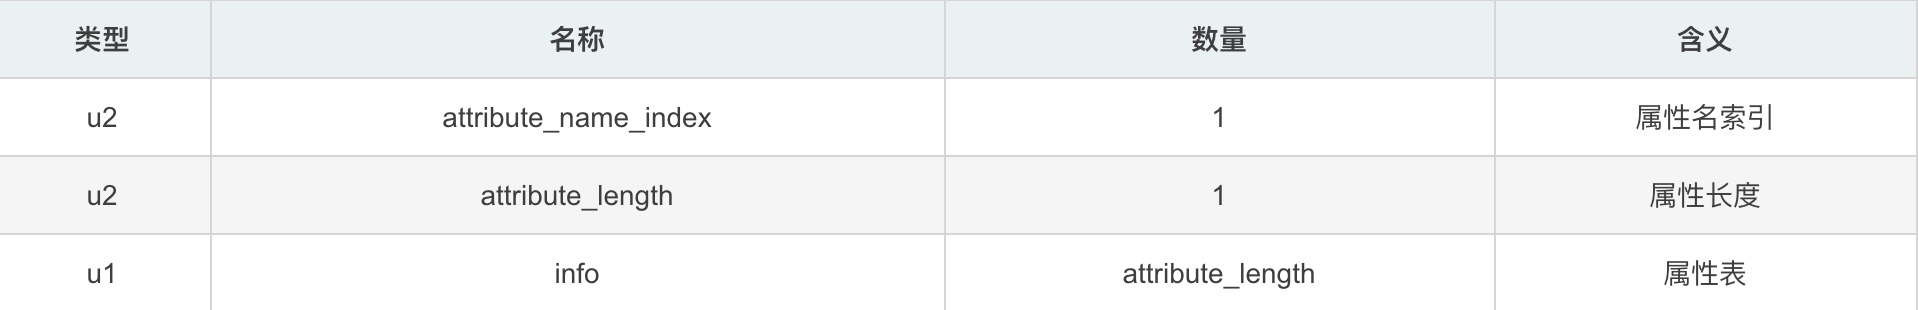 类型 名称 数量 含义
u2 attribute_name_index 1 属性名索引
u2 attribute_length 1 属性长度
u1 info attribute_length 属性表